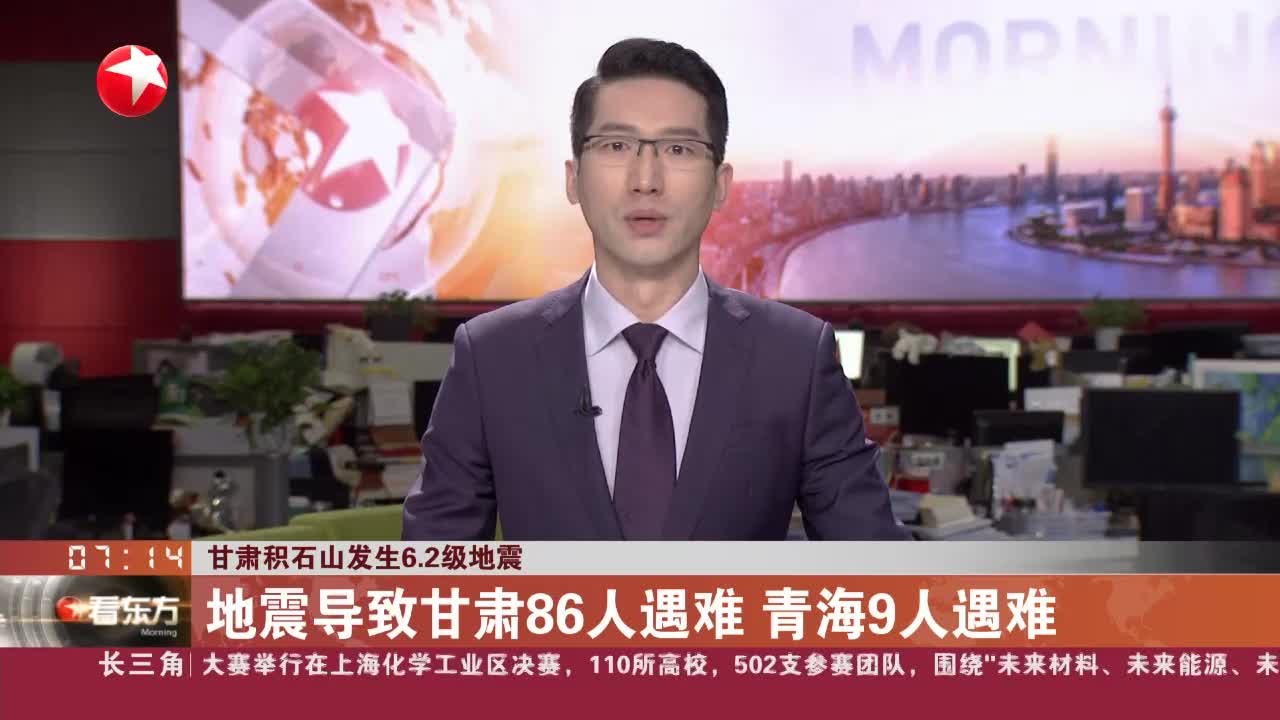 MORNING
07:14
甘肃积石山发生6.2级地震
看东方
Morning
地震导致甘肃86人遇难 青海9人遇难
长三角
大赛举行在上海化学工业区决赛，110所高校，502支参赛团队，围绕"未来材料、未来能源、未